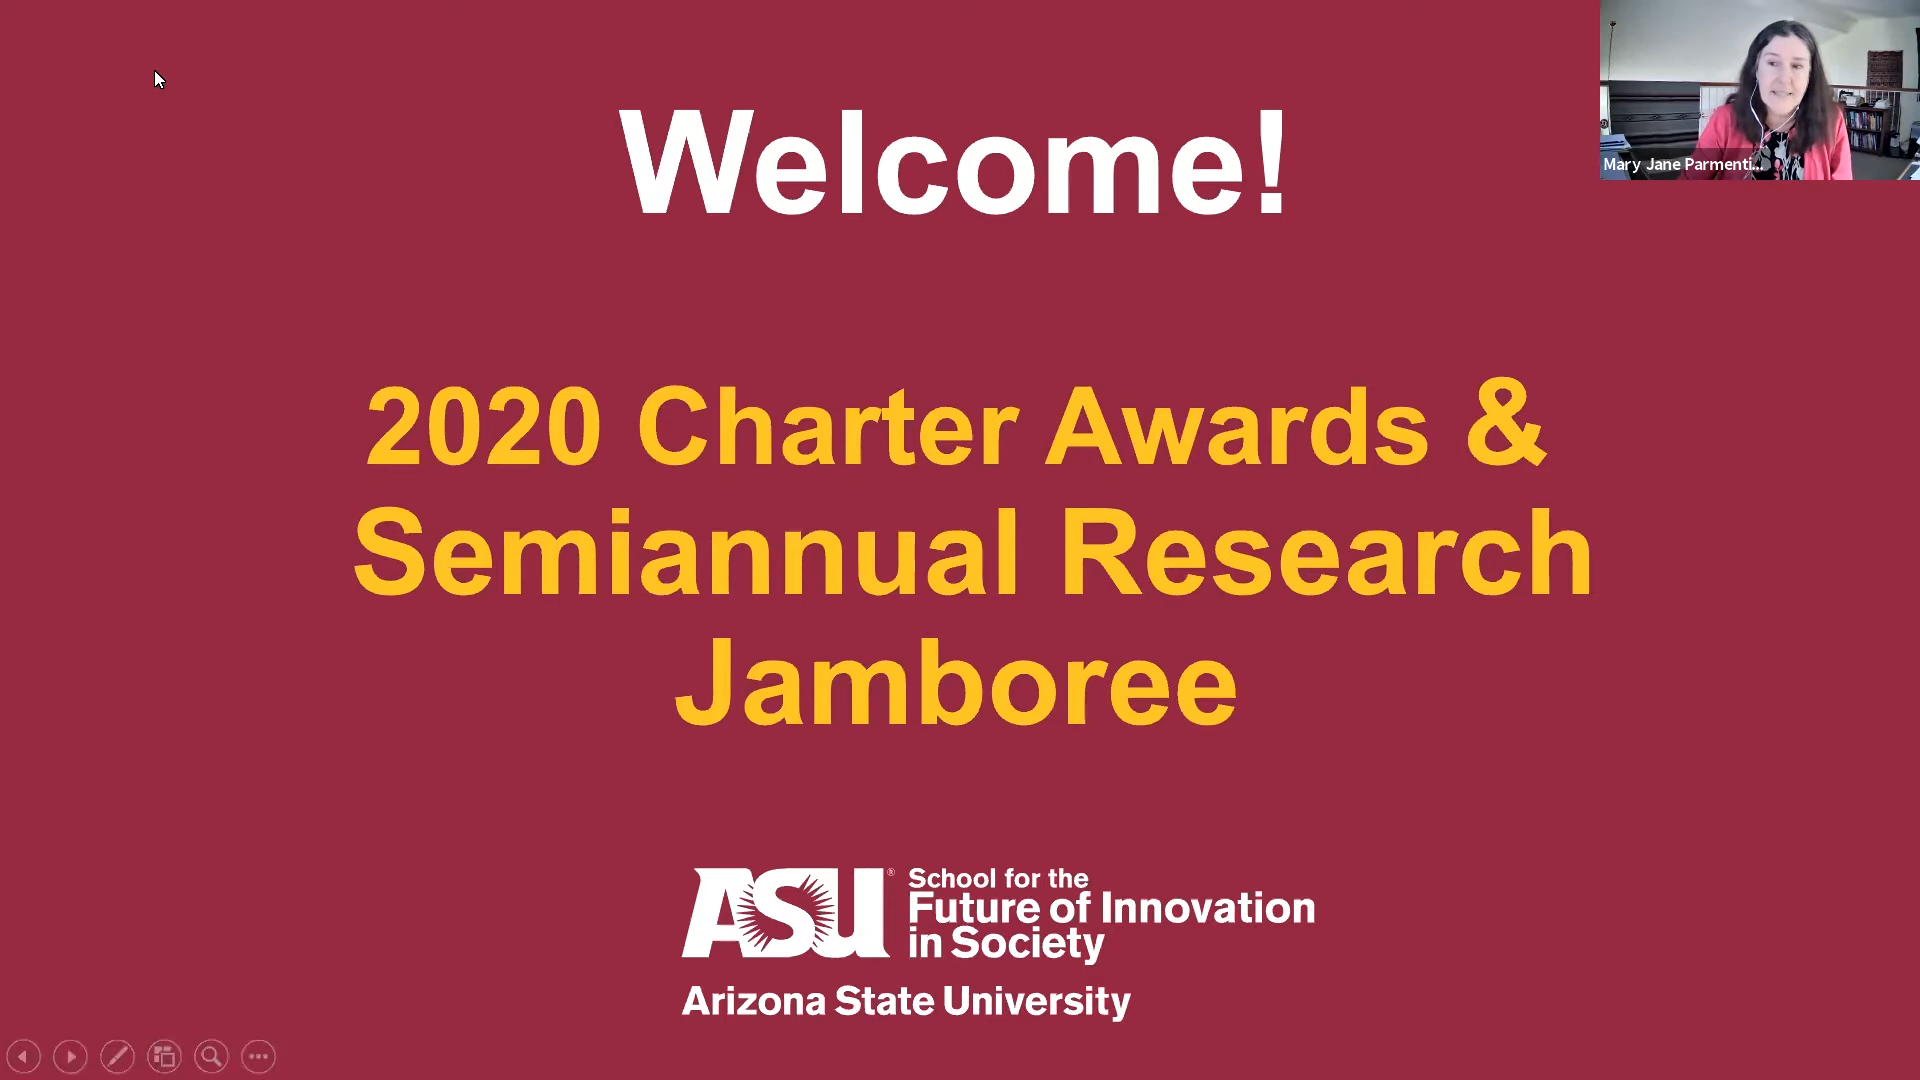 Welcome!
Mary Jane Parmenti...
2020 Charter Awards &
Semiannual Research
Jamboree
ASU®
School for the
Future of Innovation
in Society
Arizona State University